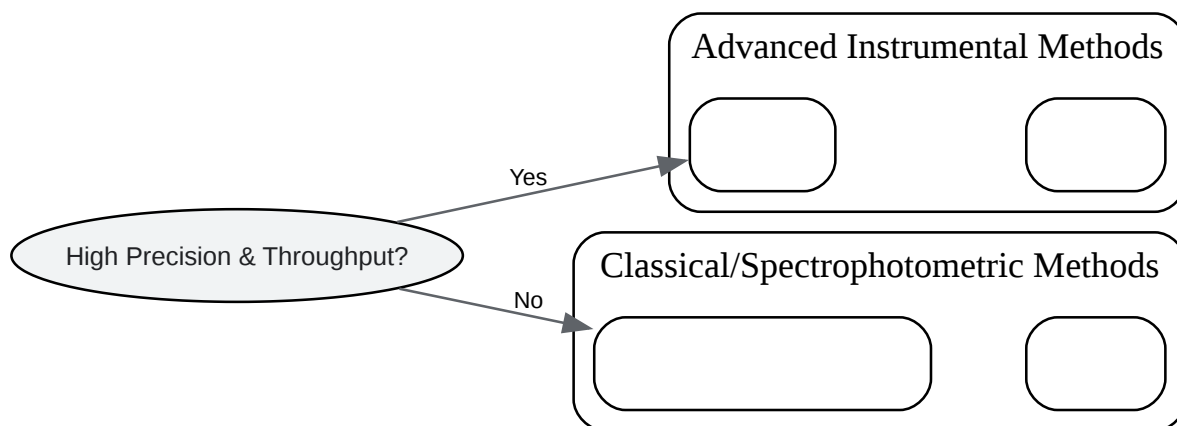 Advanced Instrumental Methods
Yes
High Precision & Throughput?
Classical/Spectrophotometric Methods
No